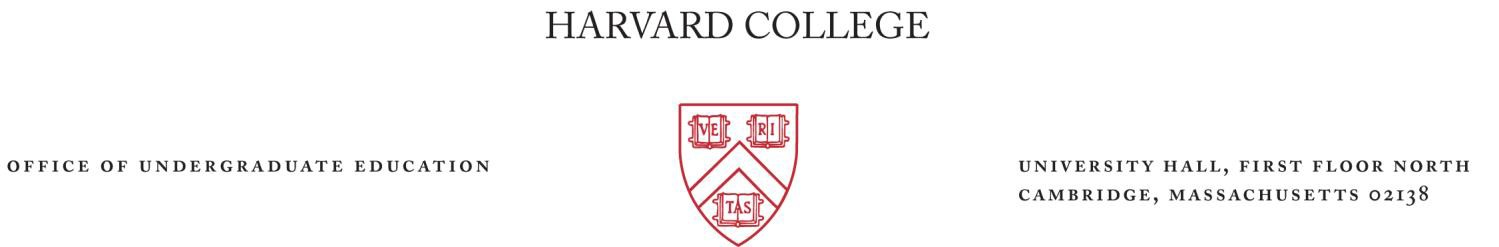 HARVARD COLLEGE
VE RI
TAS
OFFICE OF UNDERGRADUATE EDUCATION
UNIVERSITY HALL, FIRST FLOOR NORTH
CAMBRIDGE, MASSACHUSETTS 02138